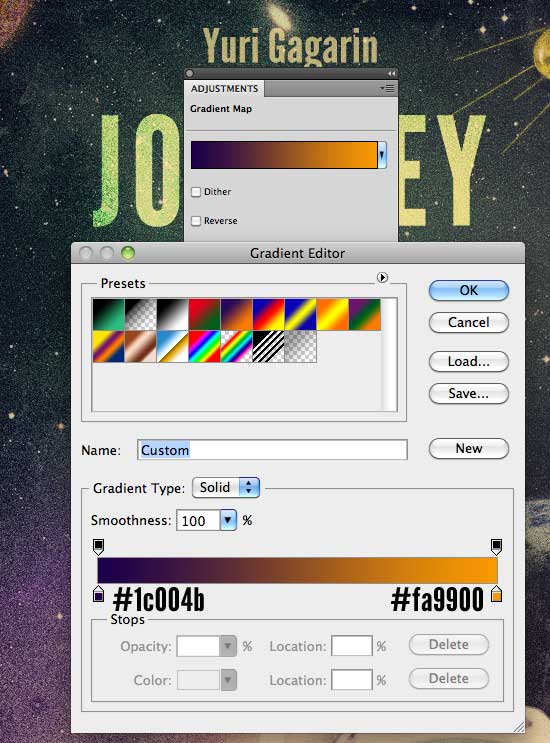 Yuri Gagarin
ADJUSTMENTS
Gradient Map
JO EY
Dither
Reverse
Gradient Editor
Presets
OK
Cancel
Load...
Save...
Name: Custom New
Gradient Type: Solid
Smoothness: 100 %
#1c004b #fa9900
Stops
Opacity: % Location: % Delete
Color: Location: % Delete